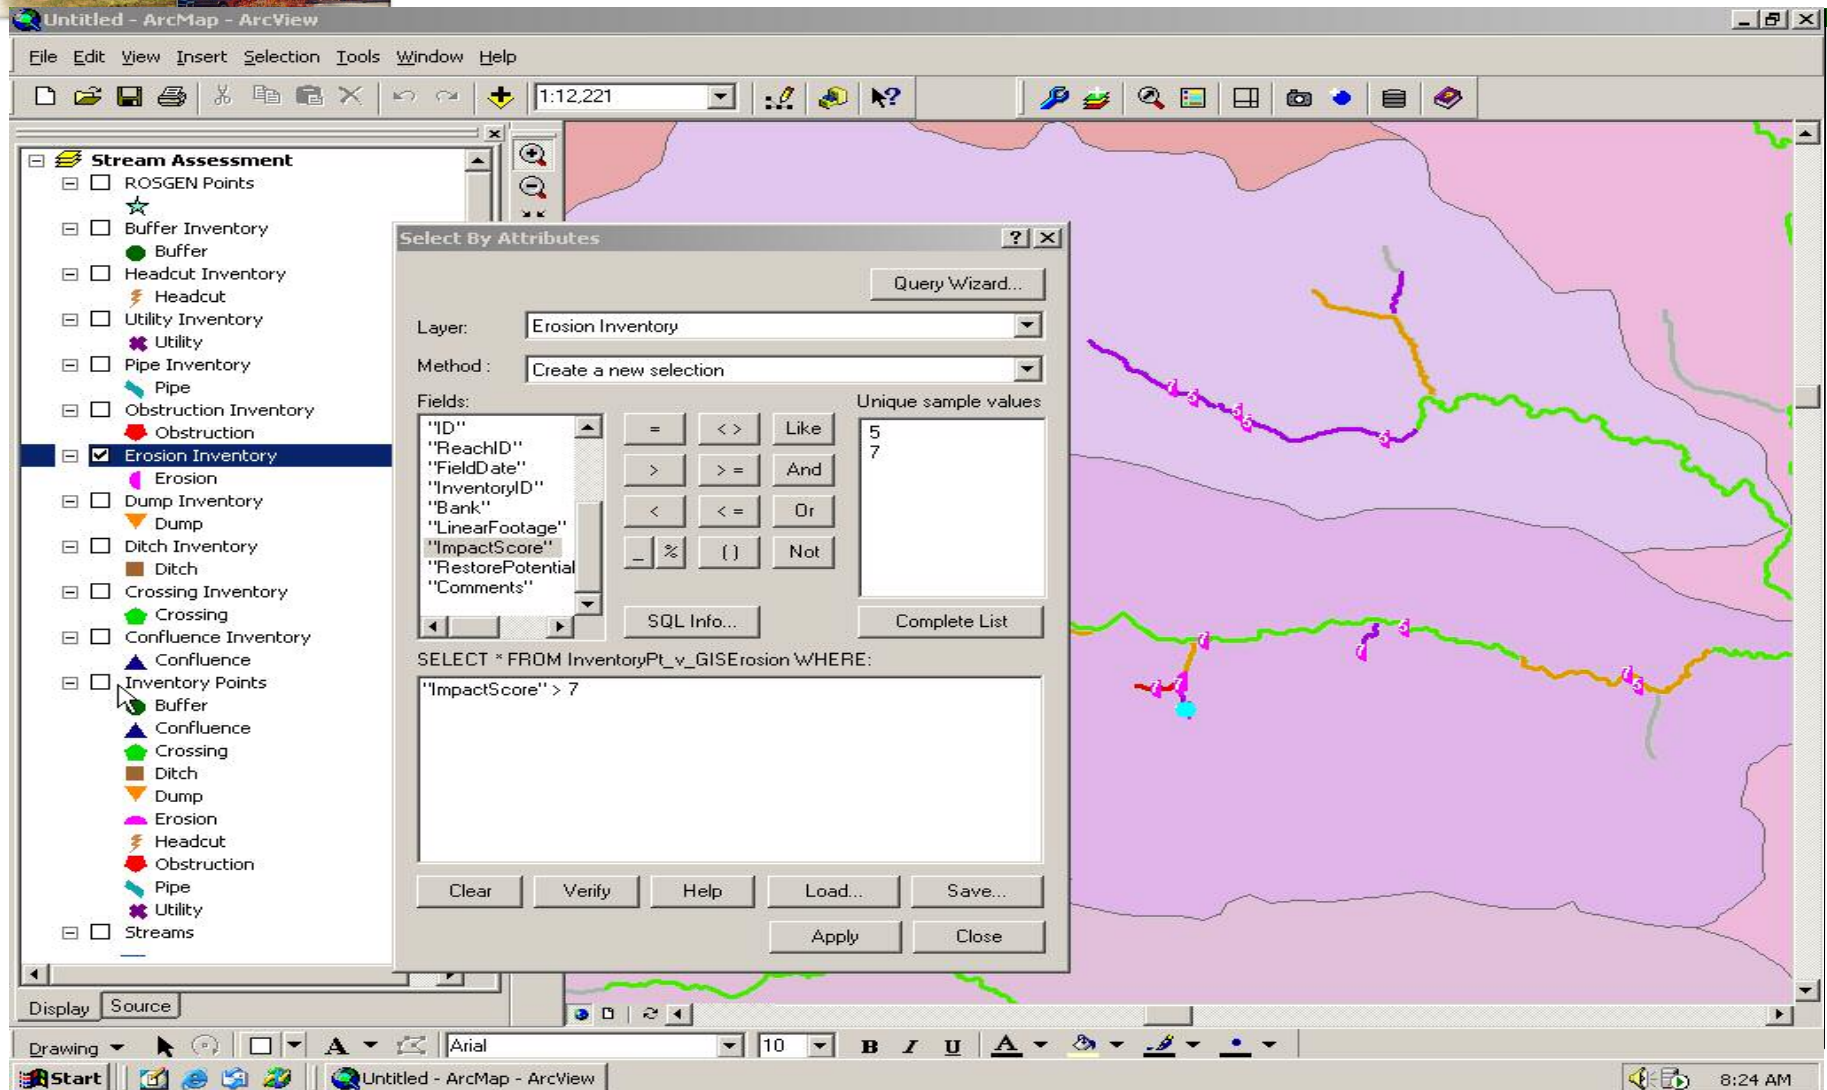 Untitled - ArcMap - ArcView
File Edit View Insert Selection Tools Window Help
1:12,221
Stream Assessment
ROSGEN Points
Buffer Inventory
Buffer
Headcut Inventory
Headcut
Utility Inventory
Utility
Pipe Inventory
Pipe
Obstruction Inventory
Obstruction
Erosion Inventory
Erosion
Dump Inventory
Dump
Ditch Inventory
Ditch
Crossing Inventory
Crossing
Confluence Inventory
Confluence
Inventory Points
Buffer
Confluence
Crossing
Ditch
Dump
Erosion
Headcut
Obstruction
Pipe
Utility
Streams
Display Source
Select By Attributes
Query Wizard...
Layer: Erosion Inventory
Method : Create a new selection
Fields:
"ID"
"ReachID"
"FieldDate"
"InventoryID"
"Bank"
"LinearFootage"
"ImpactScore"
"RestorePotential
"Comments"
= < > Like
> > = And
< < = Or
_ % ( ) Not
SQL Info...
Unique sample values
5
7
Complete List
SELECT * FROM InventoryPt_v_GISErosion WHERE:
"ImpactScore" > 7
Clear Verify Help Load... Save...
Apply Close
Drawing A Arial 10 B I U A
Start Untitled - ArcMap - ArcView 8:24 AM